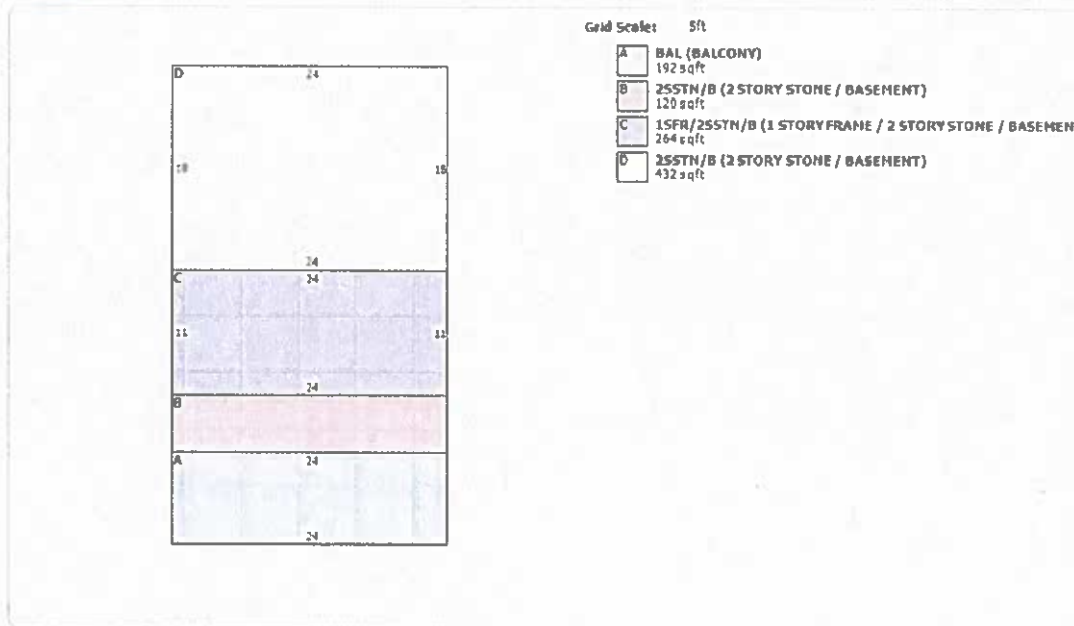 Grid Scale: 5ft
A BAL (BALCONY)
192 sqft
B 2SSTN/B (2 STORY STONE / BASEMENT)
120 sqft
C 1SFR/2SSTN/B (1 STORY FRAME / 2 STORY STONE / BASEMEN
264 sqft
D 2SSTN/B (2 STORY STONE / BASEMENT)
432 sqft
D 24
18
24
C 24
11
24
B
A 24
24